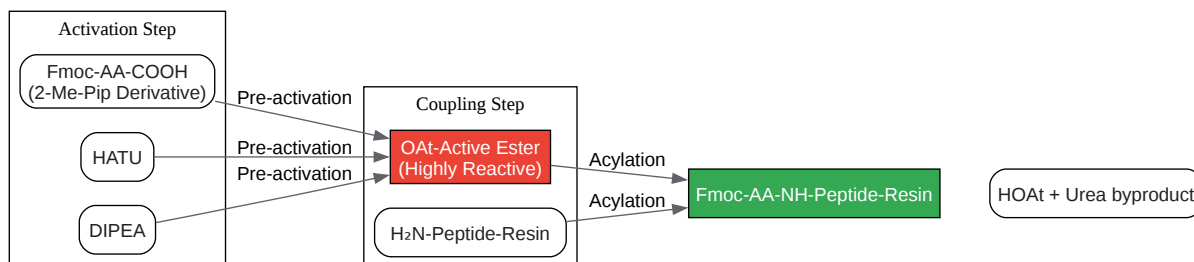 Activation Step
Fmoc-AA-COOH
(2-Me-Pip Derivative)
HATU
DIPEA
Pre-activation
Pre-activation
Pre-activation
Coupling Step
OAt-Active Ester
(Highly Reactive)
H₂N-Peptide-Resin
Acylation
Acylation
Fmoc-AA-NH-Peptide-Resin
HOAt + Urea byproduct